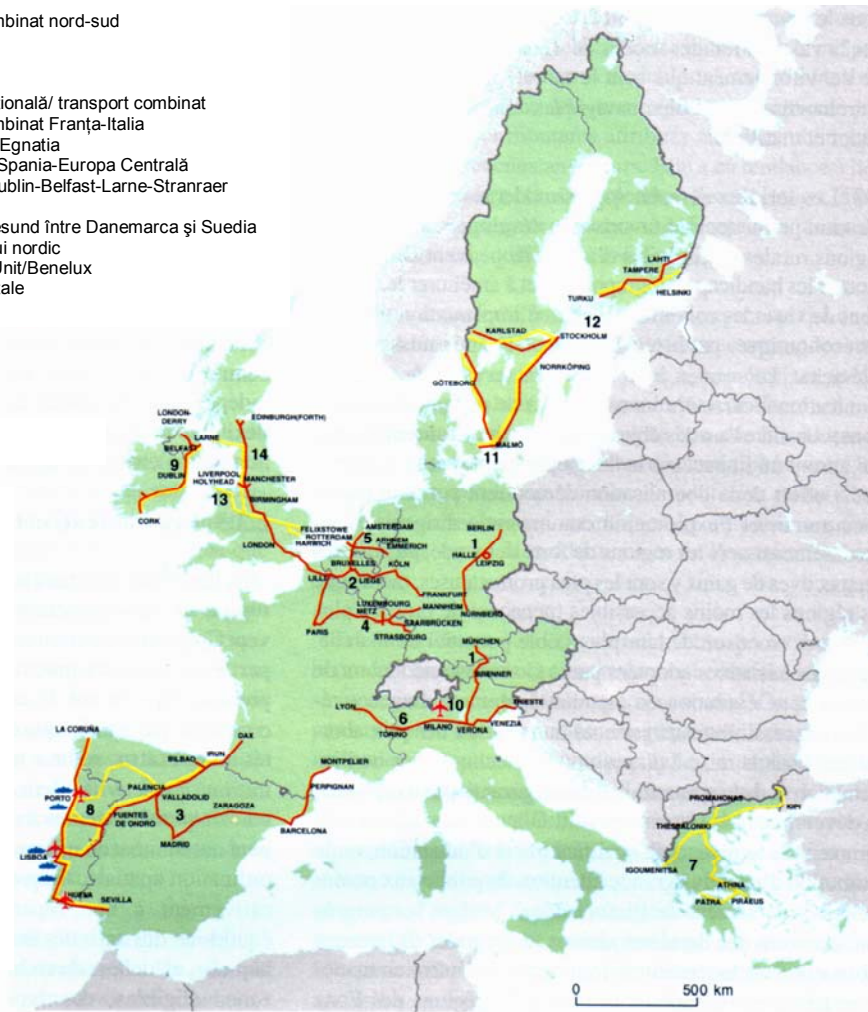 mbinat nord-sud
țională/ transport combinat
mbinat Franța-Italia
Egnatia
Spania-Europa Centrală
Dublin-Belfast-Larne-Stranraer
esund între Danemarca şi Suedia
ui nordic
Unit/Benelux
tale
LAHTI
TAMPERE
TURKU
HELSINKI
12
KARLSTAD
STOCKHOLM
NORRKÖPING
GÖTEBORG
MALMÖ
11
LONDON-
DERRY
EDINBURGH(FORTH)
LARNE
BELFAST
9
14
DUBLIN
LIVERPOOL
HOLYHEAD
MANCHESTER
13
BIRMINGHAM
CORK
FELIXSTOWE
HARWICH
LONDON
AMSTERDAM
ROTTERDAM
5
ARNHEIM
EMMERICH
BERLIN
1
HALLE
LEIPZIG
BRUXELLES
KÖLN
LILLE
2
LIEGE
FRANKFURT
LUXEMBOURG
MANNHEIM
METZ
NÜRNBERG
PARIS
4
SAARBRÜCKEN
STRASBOURG
MÜNCHEN
1
BRENNER
LYON
10
TRIESTE
6
MILANO
VENEZIA
TORINO
VERONA
LA CORUÑA
DAX
IRUN
BILBAO
MONTPELIER
PERPIGNAN
PALENCIA
PORTO
VALLADOLID
8
FUENTES
DE ONDRO
3
ZARAGOZA
MADRID
BARCELONA
LISBOA
SEVILLA
PROMAHONAS
KIPI
THESPALONIKI
IGOUMENITSA
7
ATHINA
PATRA
PIRAEUS
0
500 km